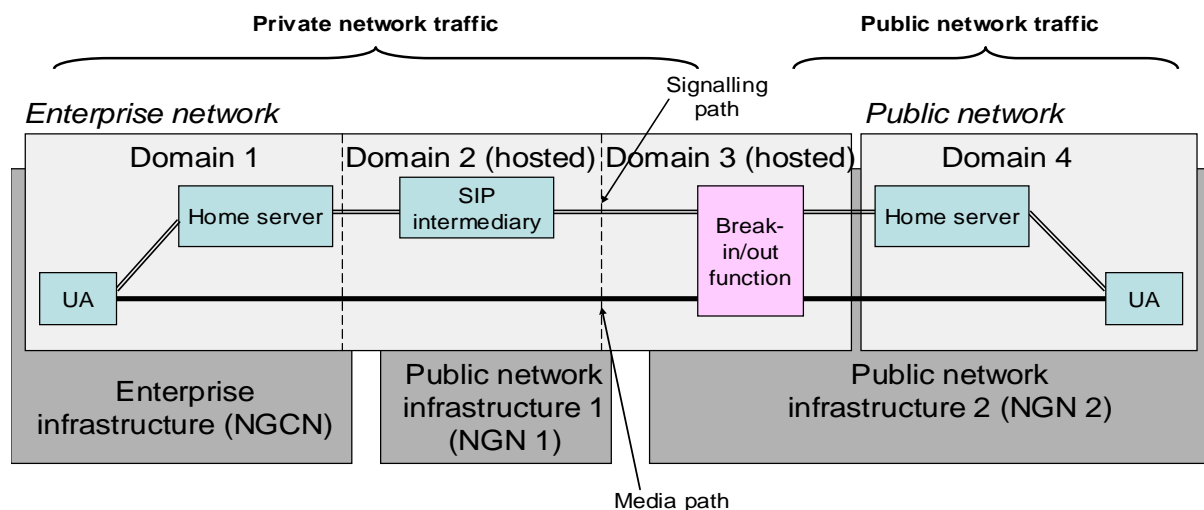 Private network traffic
Public network traffic
Enterprise network
Signalling
path
Public network
Domain 1
Domain 2 (hosted)
Domain 3 (hosted)
Domain 4
Home server
SIP
intermediary
Break-
in/out
function
Home server
UA
UA
Enterprise
infrastructure (NGCN)
Public network
infrastructure 1
(NGN 1)
Public network
infrastructure 2 (NGN 2)
Media path